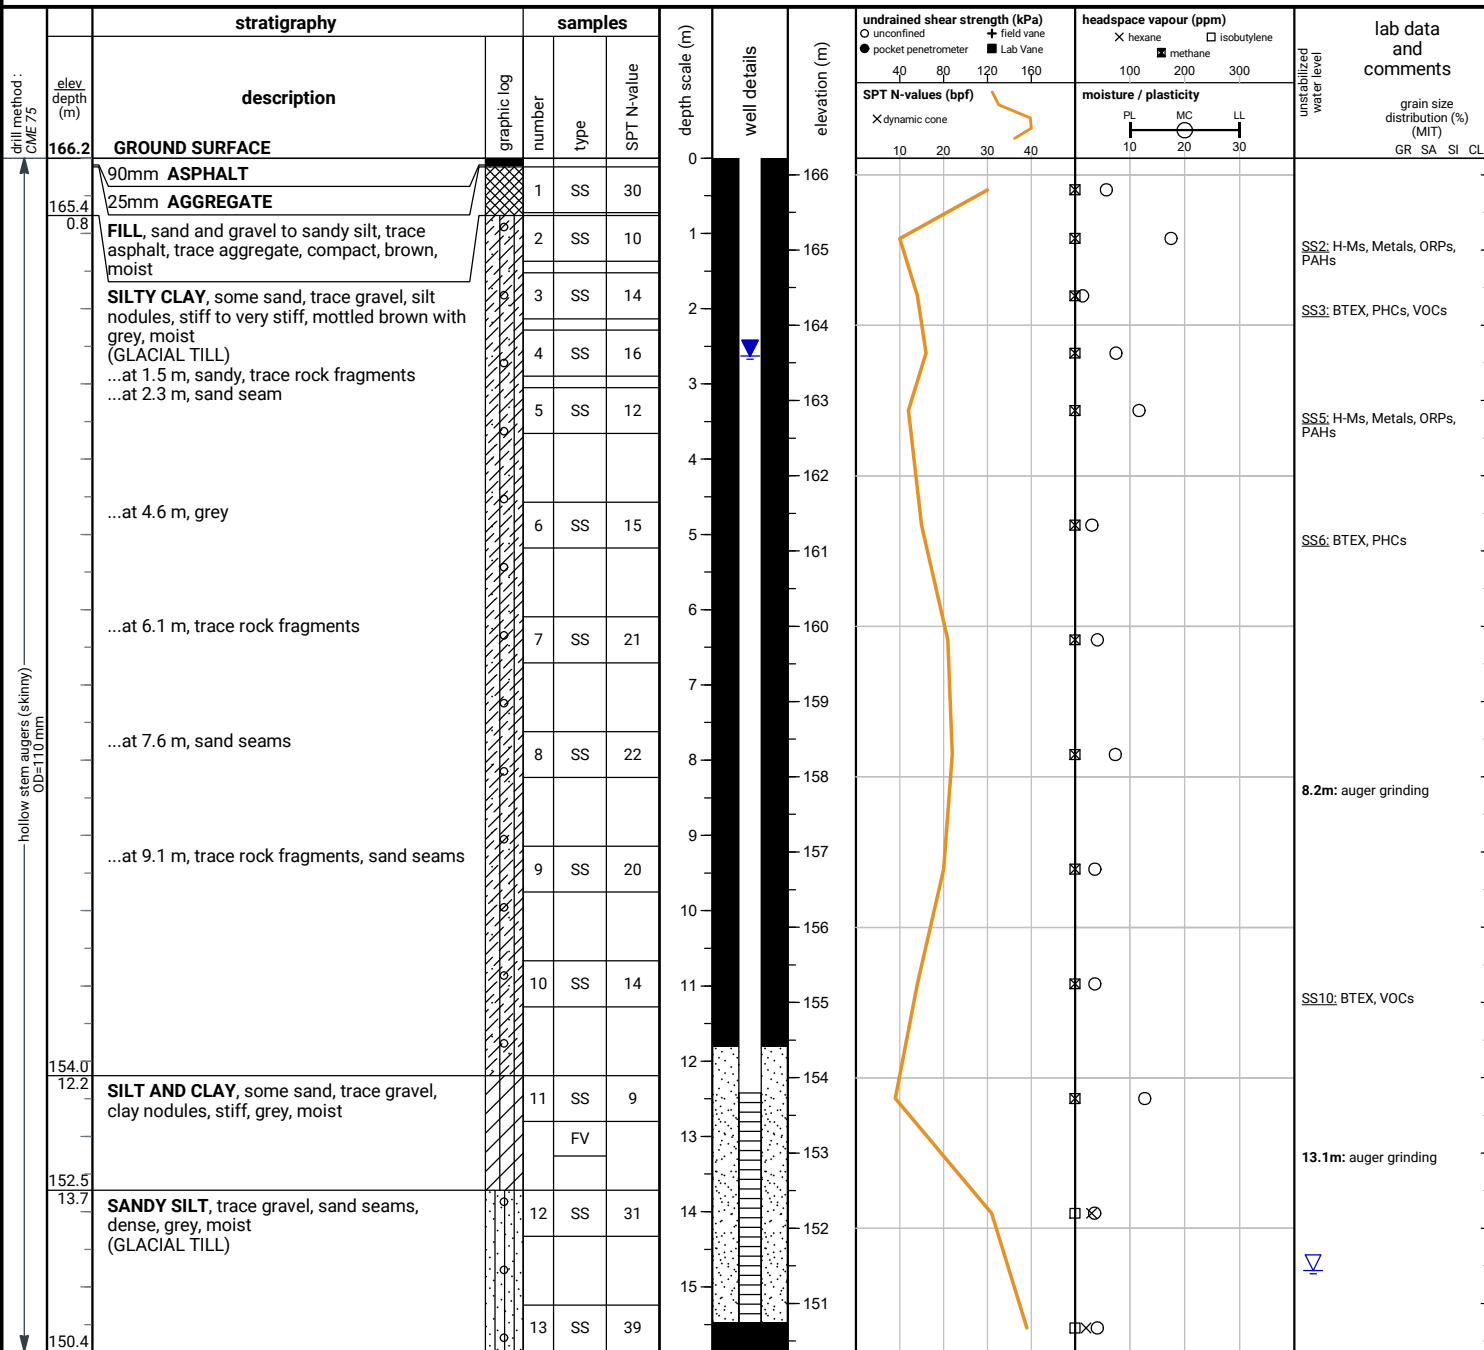 stratigraphy
samples
drill method :
CME 75
elev
depth
(m)
description
graphic log
number
type
SPT N-value
depth scale (m)
well details
elevation (m)
undrained shear strength (kPa)
unconfined
field vane
pocket penetrometer
Lab Vane
40 80 120 160
SPT N-values (bpf)
dynamic cone
10 20 30 40
headspace vapour (ppm)
hexane
isobutylene
methane
100 200 300
moisture / plasticity
PL MC LL
10 20 30
unstabilized
water level
lab data
and
comments
grain size
distribution (%)
(MIT)
GR SA SI CL
166.2 GROUND SURFACE
90mm ASPHALT
25mm AGGREGATE
165.4
0.8
FILL, sand and gravel to sandy silt, trace
asphalt, trace aggregate, compact, brown,
moist
SILTY CLAY, some sand, trace gravel, silt
nodules, stiff to very stiff, mottled brown with
grey, moist
(GLACIAL TILL)
...at 1.5 m, sandy, trace rock fragments
...at 2.3 m, sand seam
...at 4.6 m, grey
...at 6.1 m, trace rock fragments
...at 7.6 m, sand seams
...at 9.1 m, trace rock fragments, sand seams
154.0
12.2
SILT AND CLAY, some sand, trace gravel,
clay nodules, stiff, grey, moist
152.5
13.7
SANDY SILT, trace gravel, sand seams,
dense, grey, moist
(GLACIAL TILL)
150.4
hollow stem augers (skinny)
OD=110 mm
1 SS 30
2 SS 10
3 SS 14
4 SS 16
5 SS 12
6 SS 15
7 SS 21
8 SS 22
9 SS 20
10 SS 14
11 SS 9
FV
12 SS 31
13 SS 39
0
1
2
3
4
5
6
7
8
9
10
11
12
13
14
15
166
165
164
163
162
161
160
159
158
157
156
155
154
153
152
151
SS2: H-Ms, Metals, ORPs,
PAHs
SS3: BTEX, PHCs, VOCs
SS5: H-Ms, Metals, ORPs,
PAHs
SS6: BTEX, PHCs
8.2m: auger grinding
SS10: BTEX, VOCs
13.1m: auger grinding